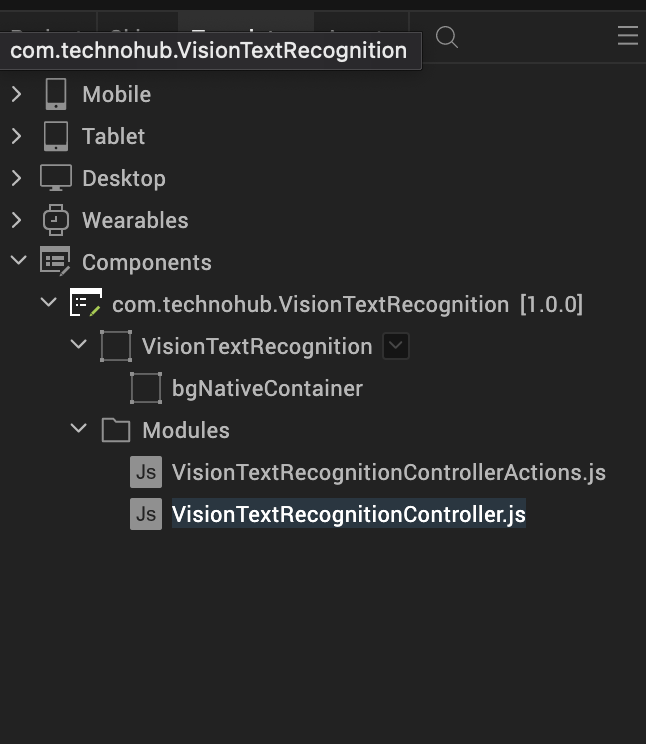 com.technohub.VisionTextRecognition
Mobile
Tablet
Desktop
Wearables
Components
com.technohub.VisionTextRecognition [1.0.0]
VisionTextRecognition
bgNativeContainer
Modules
Js VisionTextRecognitionControllerActions.js
Js VisionTextRecognitionController.js